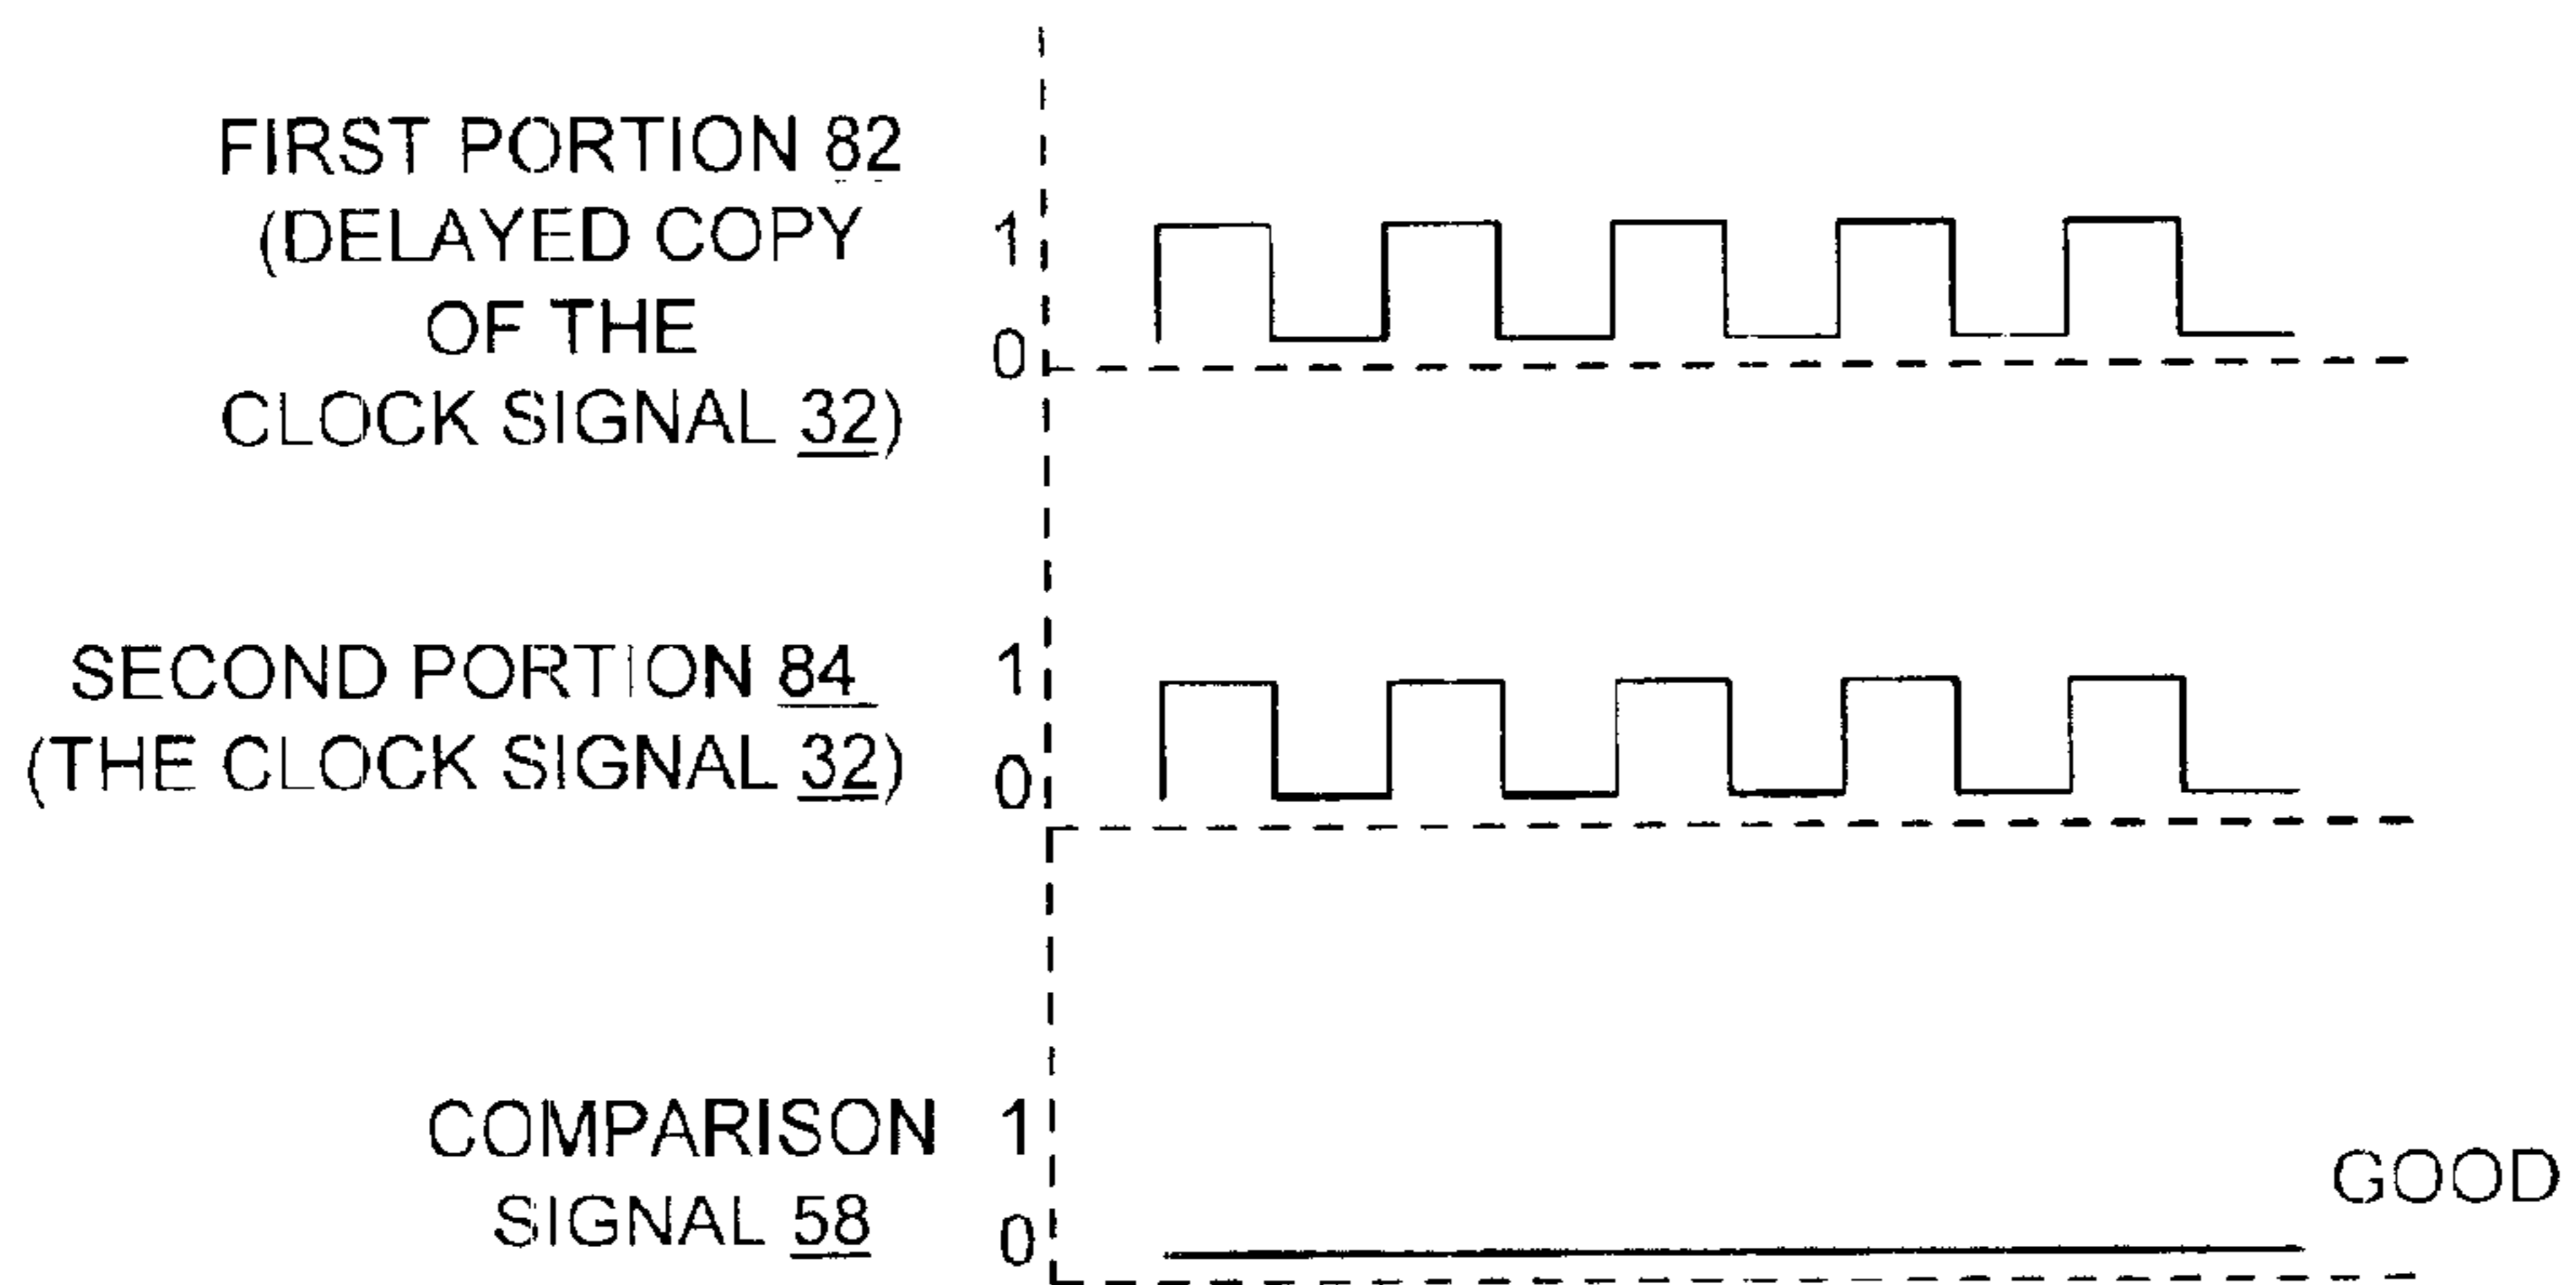 FIRST PORTION 82
(DELAYED COPY
OF THE
CLOCK SIGNAL 32)
1
0
SECOND PORTION 84
(THE CLOCK SIGNAL 32)
1
0
COMPARISON
SIGNAL 58
1
0
GOOD